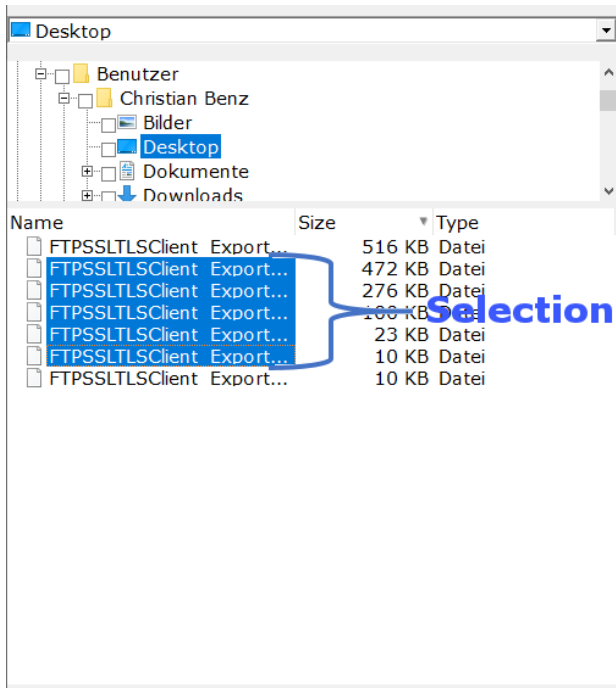 Desktop
Benutzer
Christian Benz
Bilder
Desktop
Dokumente
Downloads
Name Size Type
FTPSSLTLSClient Export... 516 KB Datei
FTPSSLTLSClient Export... 472 KB Datei
FTPSSLTLSClient Export... 276 KB Datei
FTPSSLTLSClient Export... KB Datei
Selection
FTPSSLTLSClient Export... 23 KB Datei
FTPSSLTLSClient Export... 10 KB Datei
FTPSSLTLSClient Export... 10 KB Datei